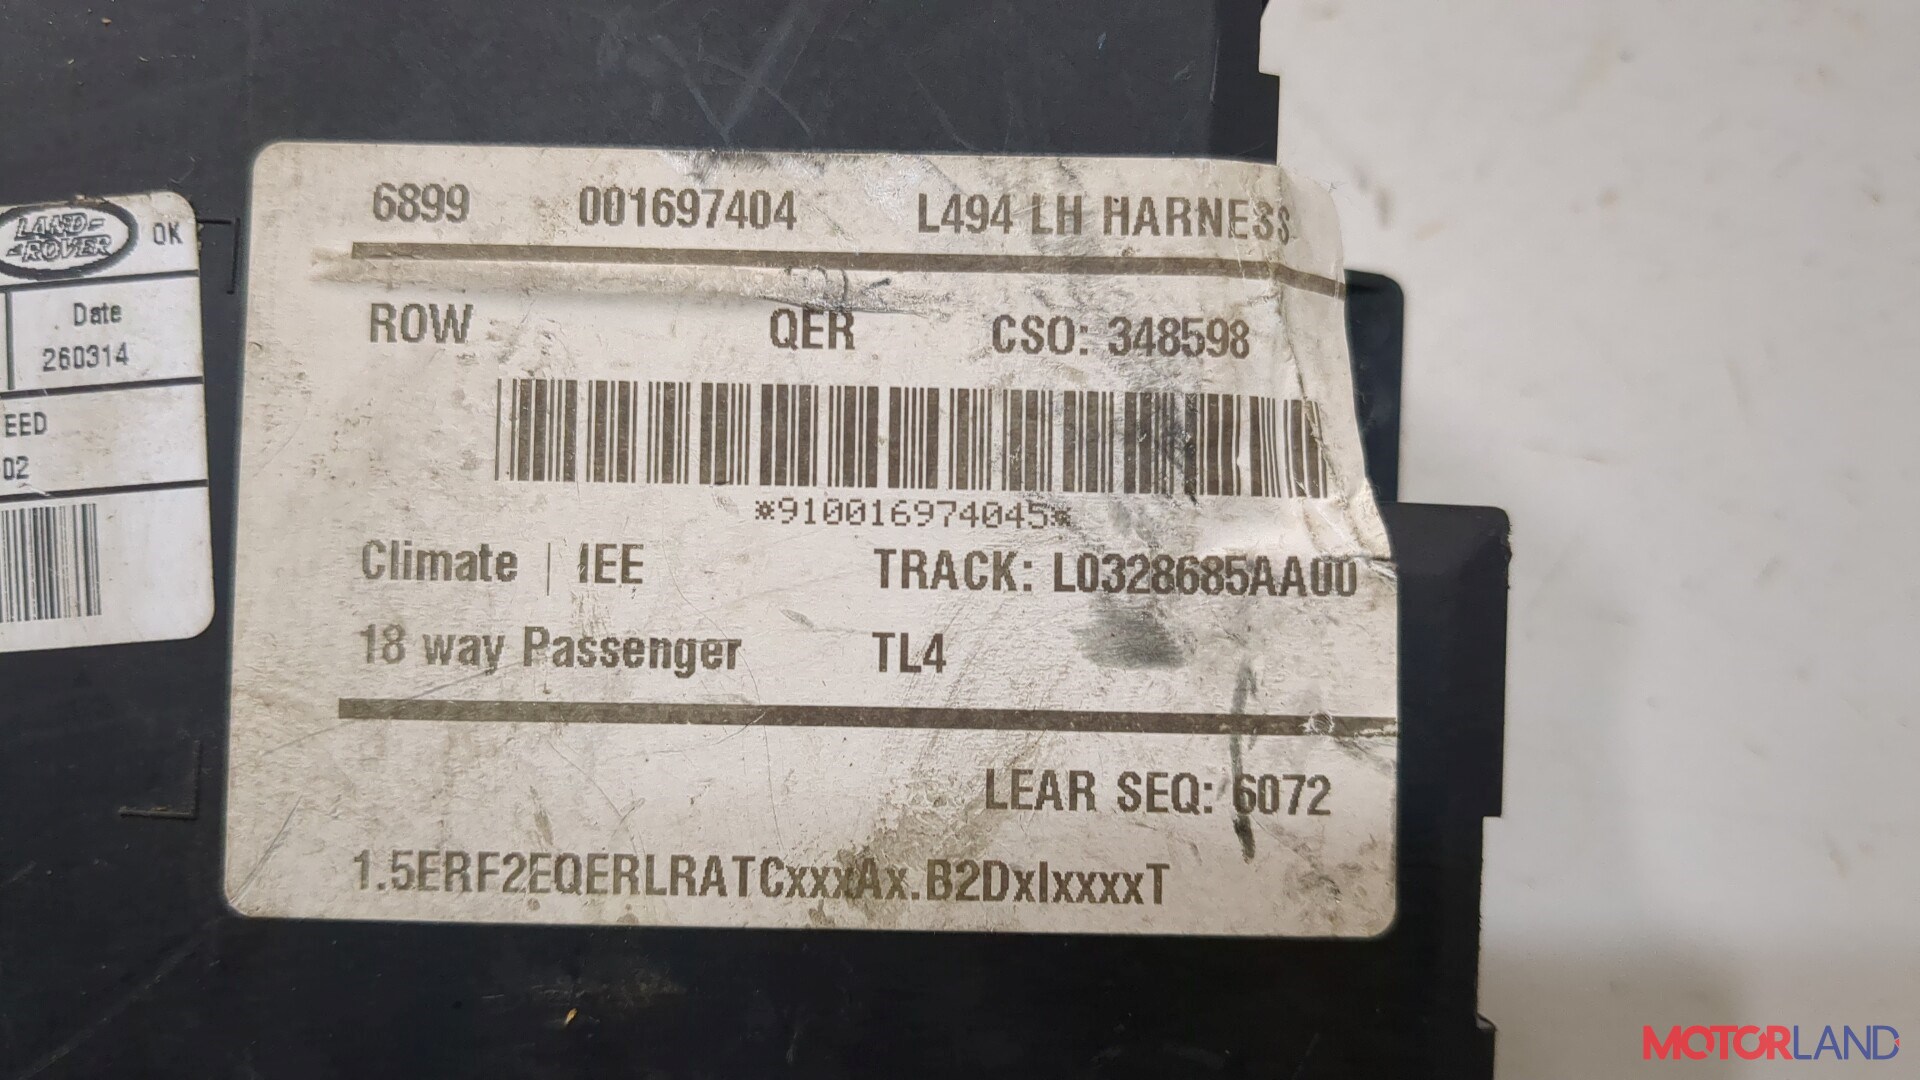 LAND-
ROVER
OK
Date
260314
EED
02
6899 001697404 L494 LH HARNESS
ROW QER CSO: 348598
*910016974045*
Climate | IEE TRACK: L0328685AA00
18 way Passenger TL4
LEAR SEQ: 6072
1.5ERF2EQERLRATCxxxAx.B2DxIxxxxT
MOTORLAND